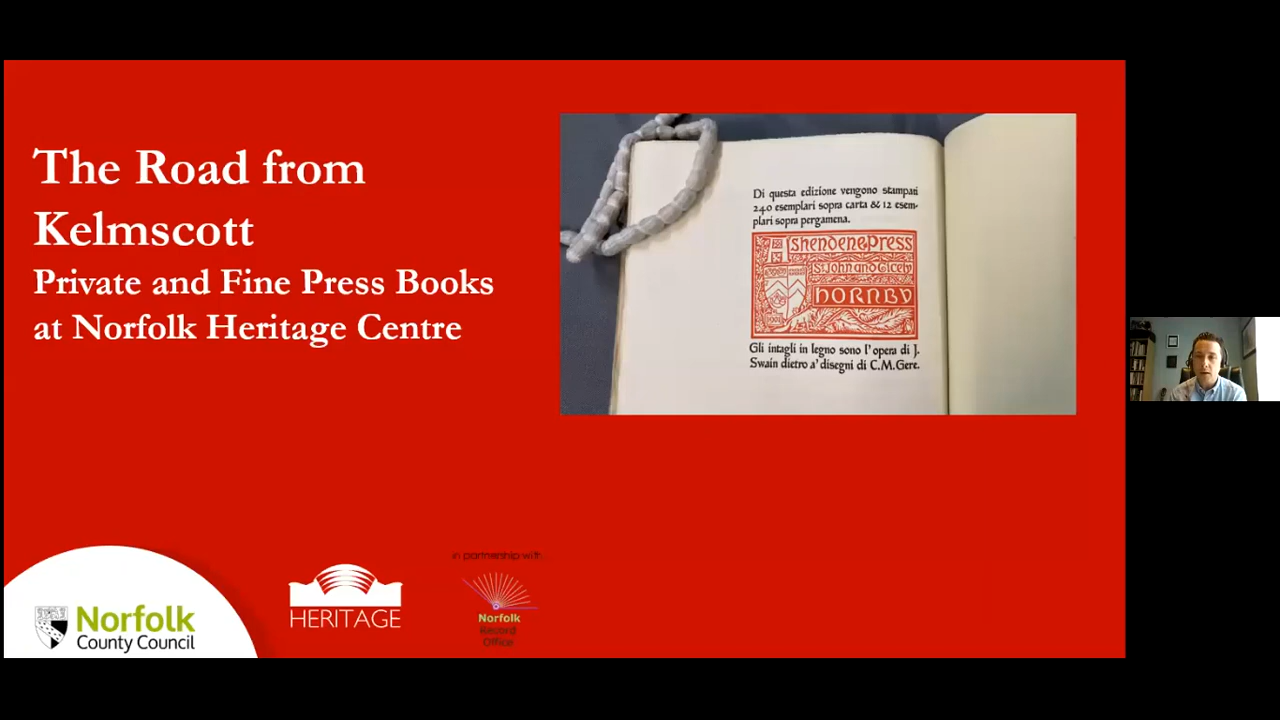 The Road from
Kelmscott
Private and Fine Press Books
at Norfolk Heritage Centre
Di questa edizione vengono stampati
240 esemplari sopra carta & 12 esem-
plari sopra pergamena.
Ashendene Press
St. John and Cicely
HORNBY
Gli intagli in legno sono l'opera di J.
Swain dietro a' disegni di C.M.Gere.
Norfolk
County Council
HERITAGE
in partnership with
Norfolk
Record
Office